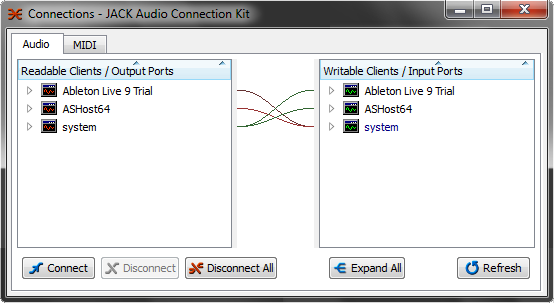 Connections - JACK Audio Connection Kit
Audio MIDI
Readable Clients / Output Ports Writable Clients / Input Ports
Ableton Live 9 Trial Ableton Live 9 Trial
ASHost64 ASHost64
system system
Connect Disconnect Disconnect All Expand All Refresh